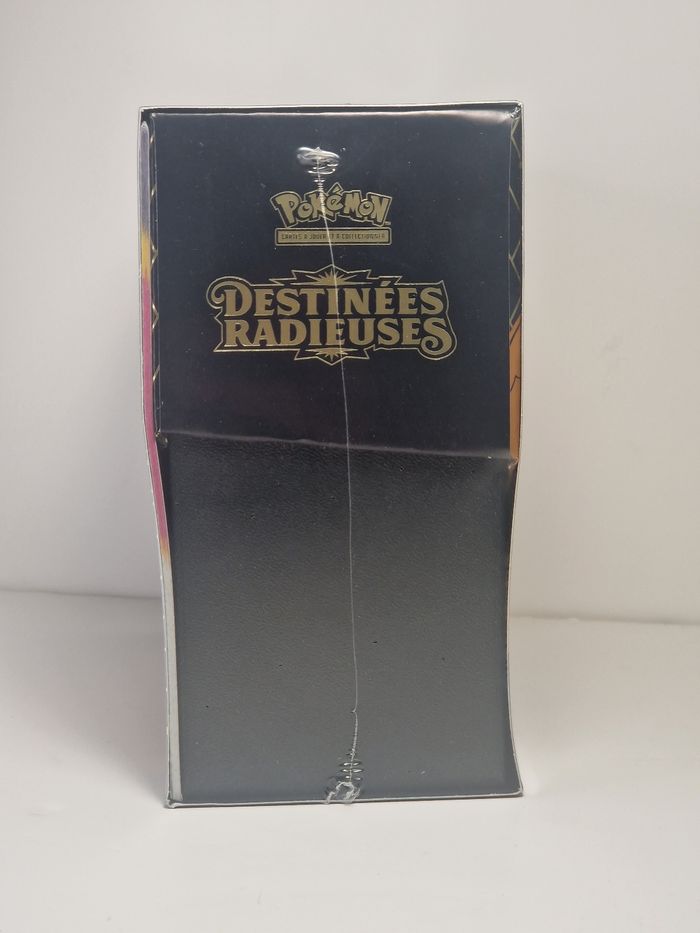 POKéMON
CARTES À JOUER ET À COLLECTIONNER
DESTINÉES
RADIEUSES